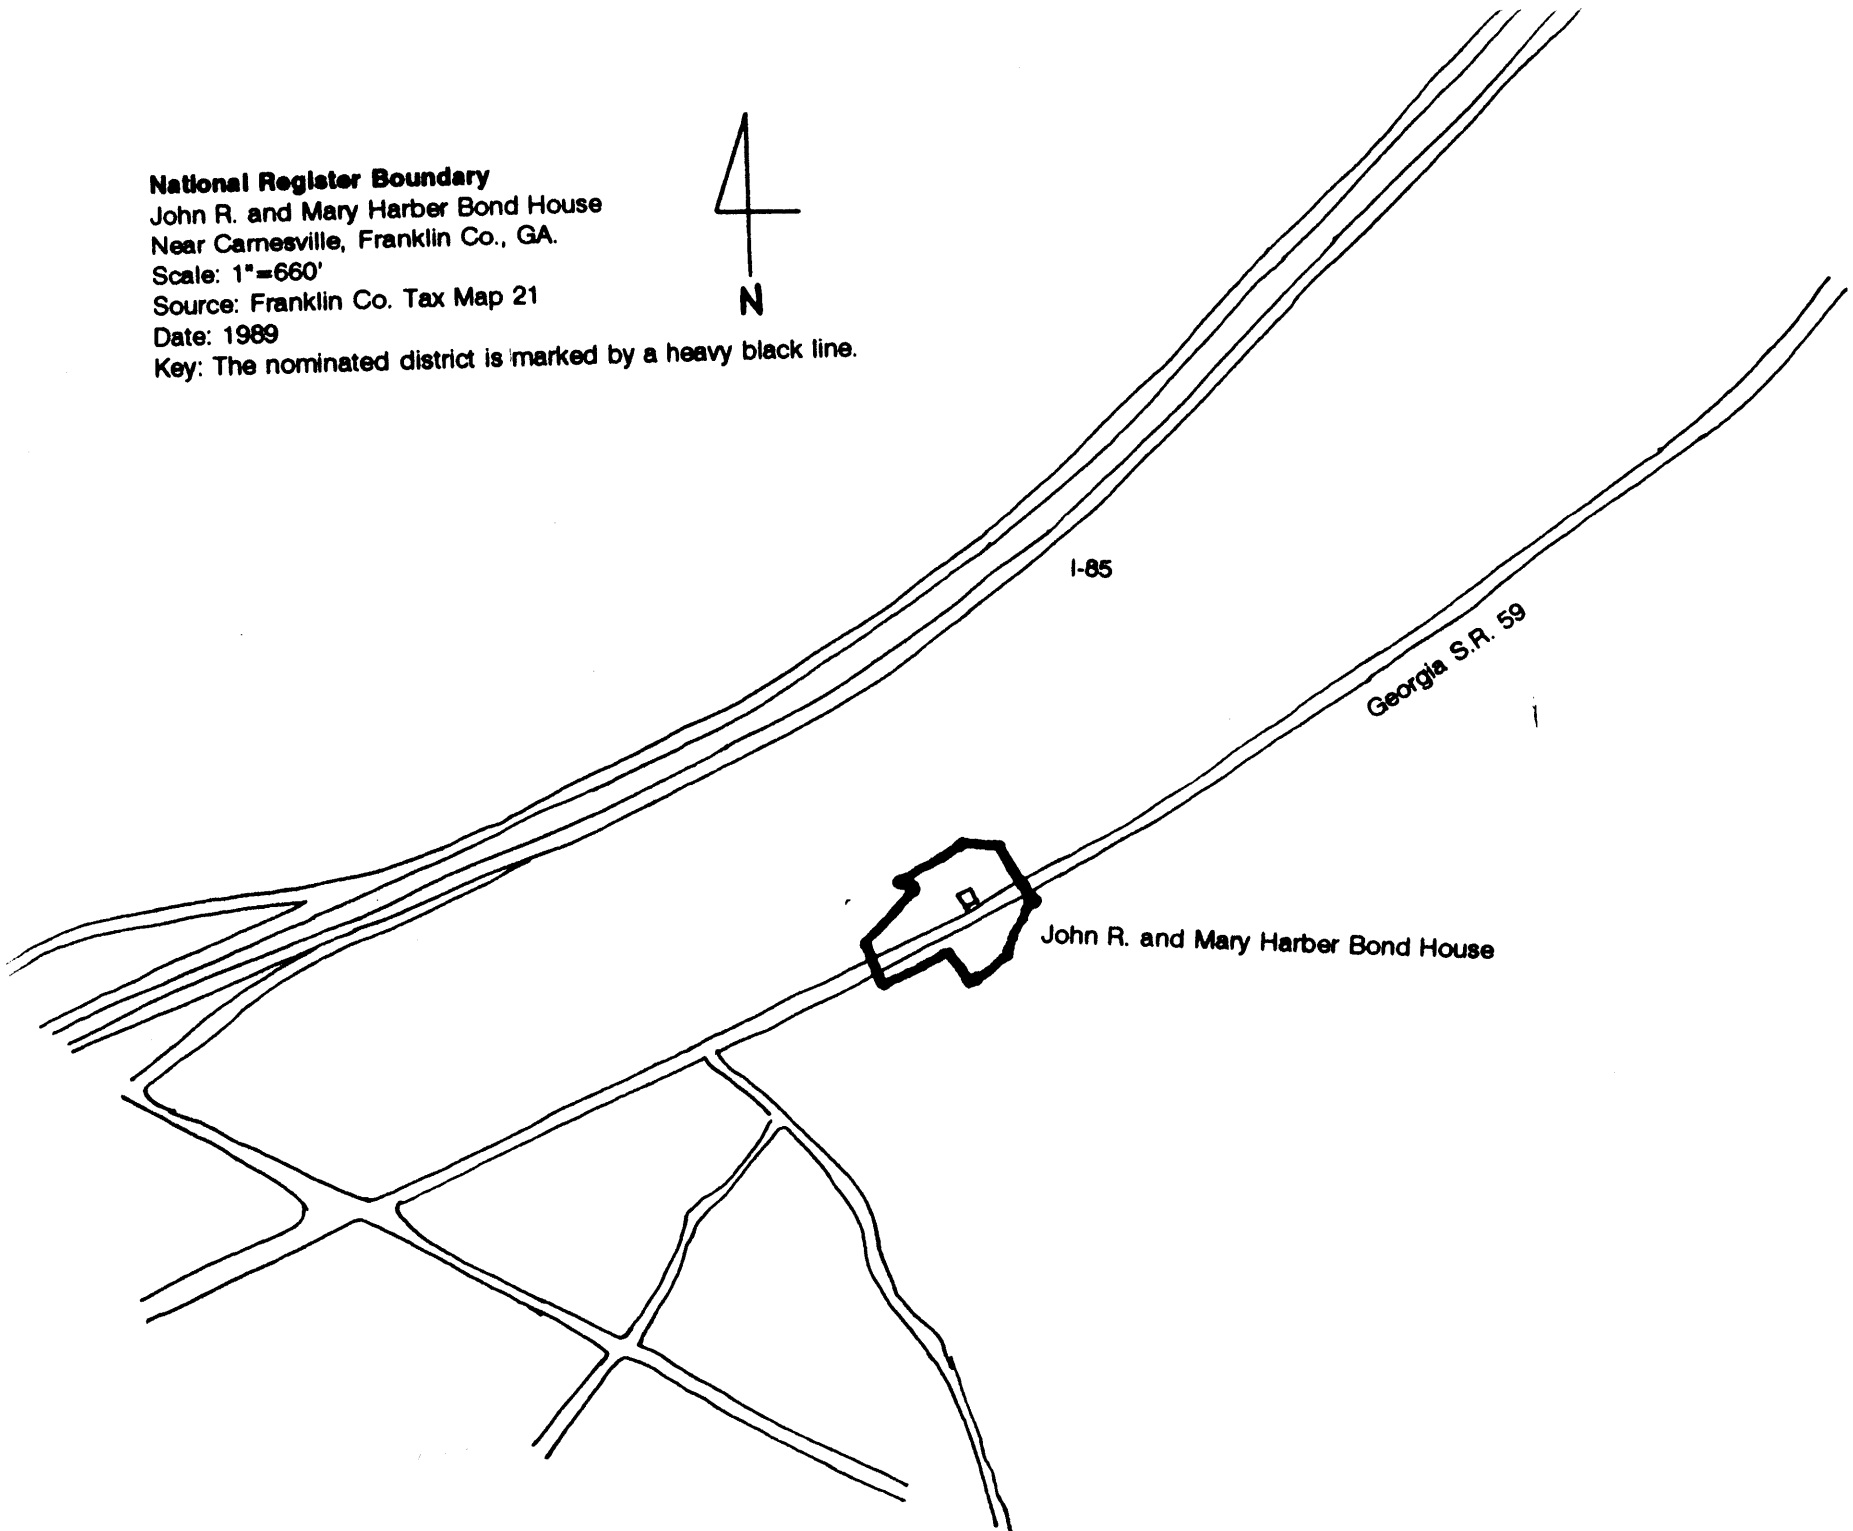 National Register Boundary
John R. and Mary Harber Bond House
Near Carnesville, Franklin Co., GA.
Scale: 1"=660'
Source: Franklin Co. Tax Map 21
Date: 1989
Key: The nominated district is marked by a heavy black line.
N
I-85
Georgia S.R. 59
John R. and Mary Harber Bond House